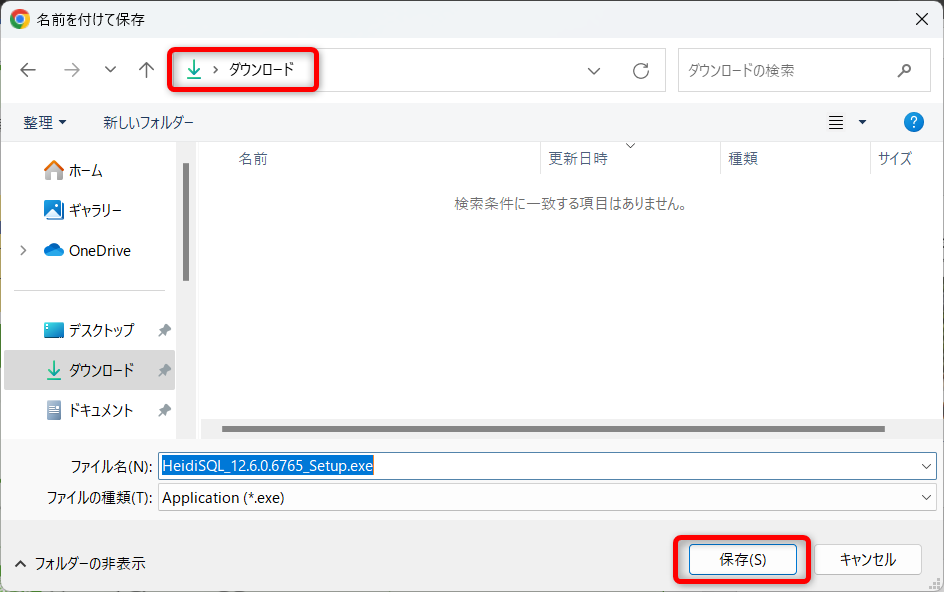 名前を付けて保存
ダウンロード
ダウンロードの検索
整理
新しいフォルダー
?
名前
更新日時
種類
サイズ
検索条件に一致する項目はありません。
ホーム
ギャラリー
OneDrive
デスクトップ
ダウンロード
ドキュメント
ファイル名(N):
HeidiSQL_12.6.0.6765_Setup.exe
ファイルの種類(T):
Application (*.exe)
フォルダーの非表示
保存(S)
キャンセル